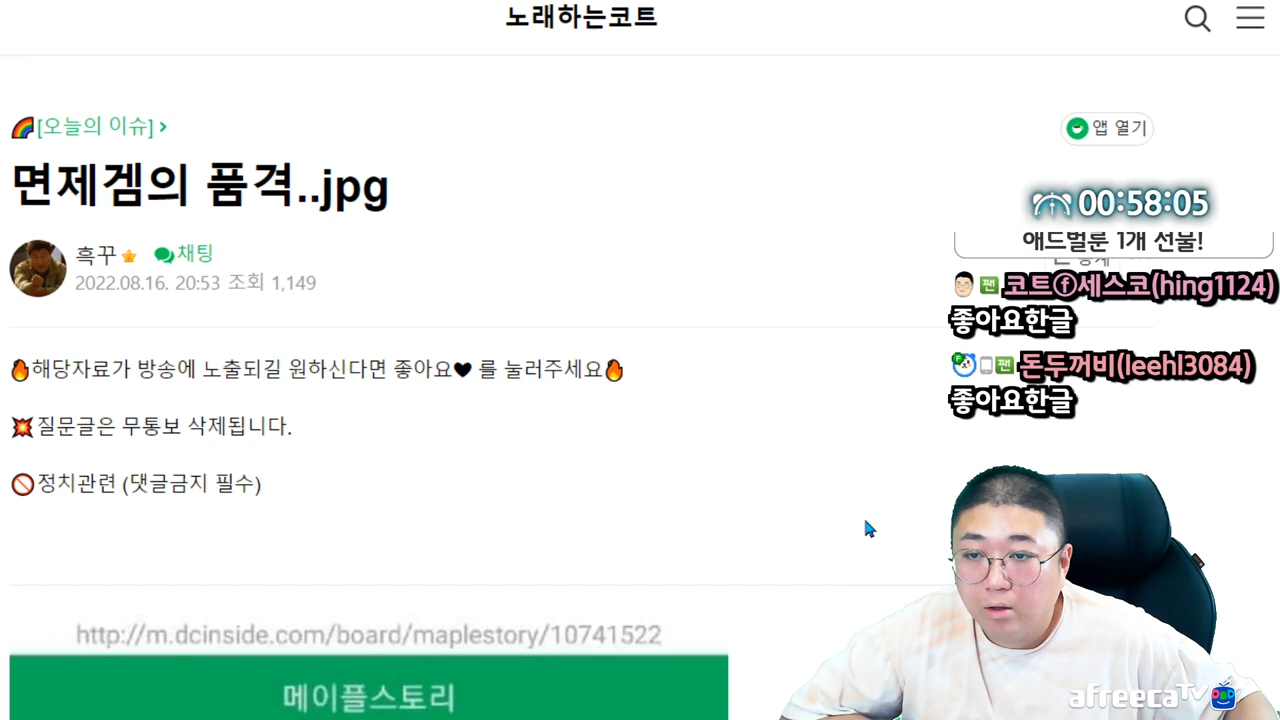 노래하는코트
[오늘의 이슈]
앱 열기
면제겜의 품격..jpg
00:58:05
흑꾸 채팅
2022.08.16. 20:53 조회 1,149
애드벌룬 1개 선물!
팬 코트ⓕ세스코(hing1124)
좋아요한글
해당자료가 방송에 노출되길 원하신다면 좋아요♥ 를 눌러주세요
팬 돈두꺼비(leehl3084)
좋아요한글
질문글은 무통보 삭제됩니다.
정치관련 (댓글금지 필수)
http://m.dcinside.com/board/maplestory/10741522
메이플스토리
afreecaTV